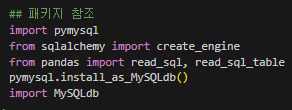 ## 패키지 참조
import pymysql
from sqlalchemy import create_engine
from pandas import read_sql, read_sql_table
pymysql.install_as_MySQLdb()
import MySQLdb